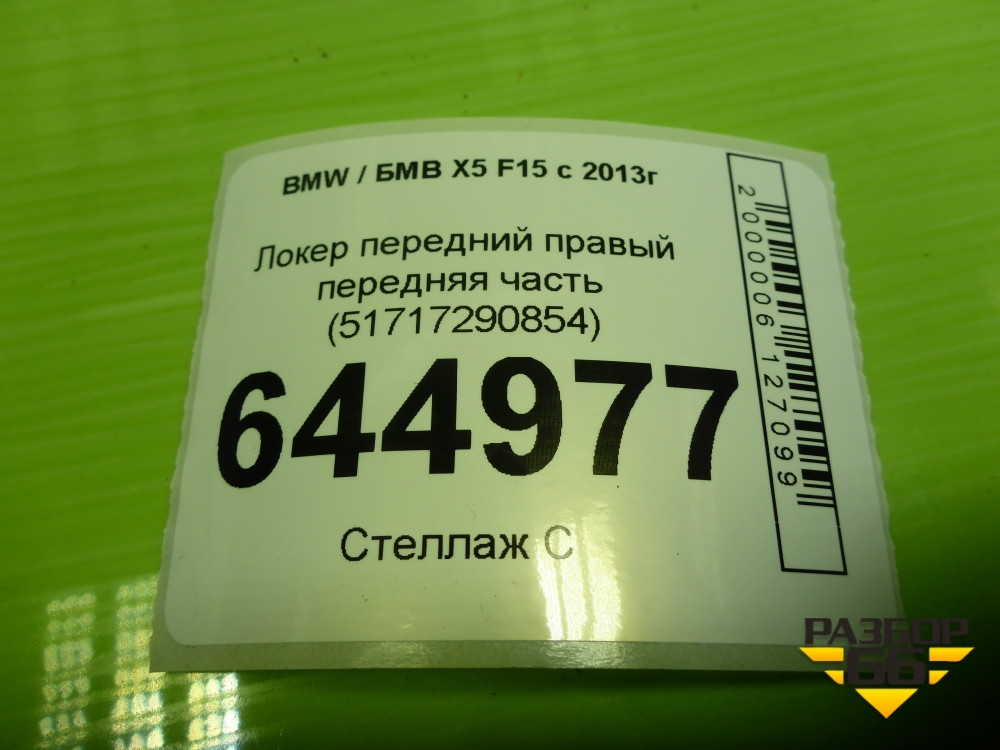 BMW / БМВ X5 F15 с 2013г
Локер передний правый
передняя часть
(51717290854)
644977
Стеллаж С
2000006127099
РАЗБОР
66